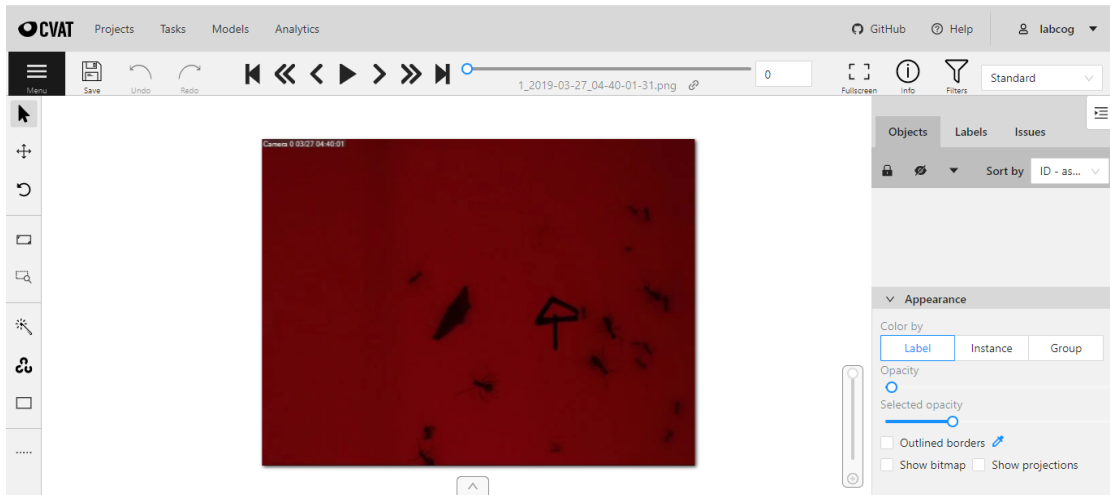 CVAT Projects Tasks Models Analytics GitHub Help labcog
Menu Save Undo Redo 1_2019-03-27_04-40-01-31.png 0 Fullscreen Info Filters Standard
Objects Labels Issues
Sort by ID - as...
Camera 0 03/27 04:40:01
Appearance
Color by
Label Instance Group
Opacity
Selected opacity
Outlined borders
Show bitmap Show projections